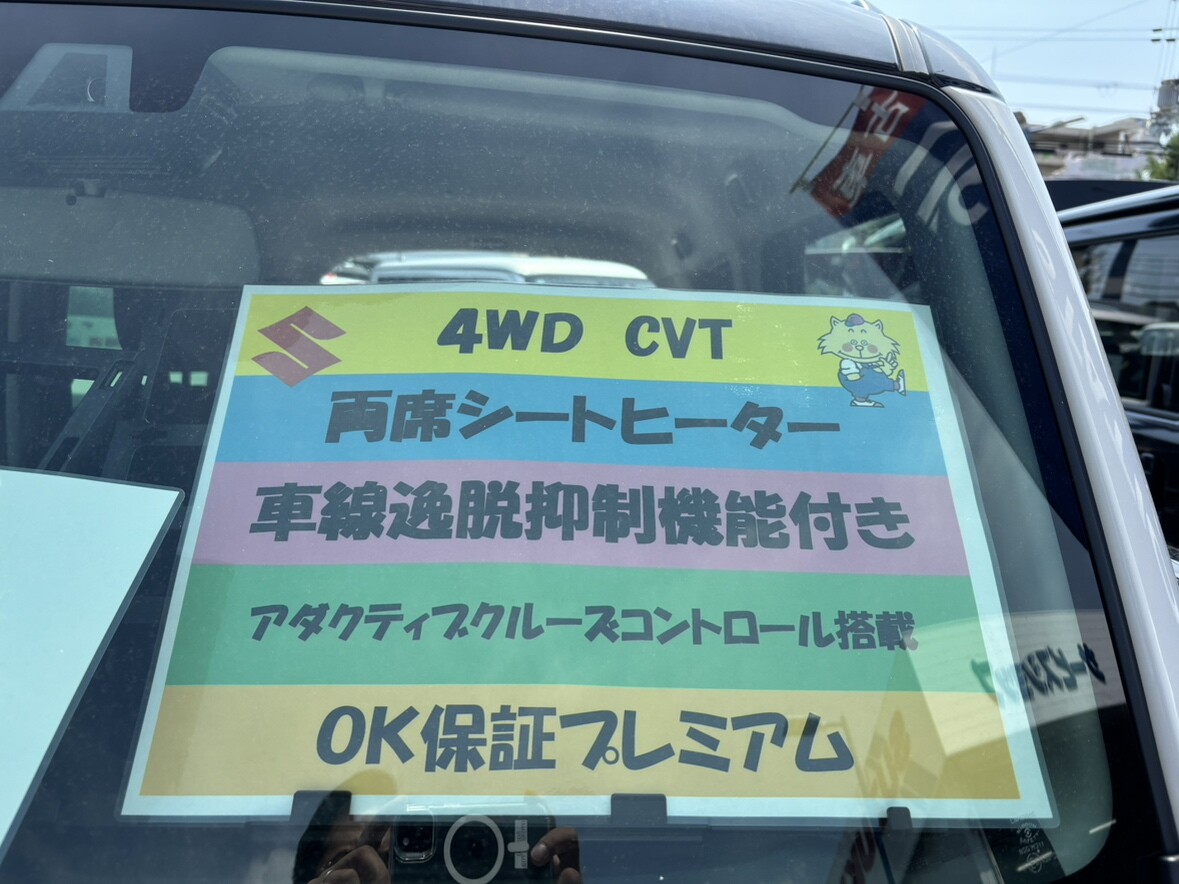 4WD CVT
両席シートヒーター
車線逸脱抑制機能付き
アダクティブクルーズコントロール搭載
OK保証プレミアム